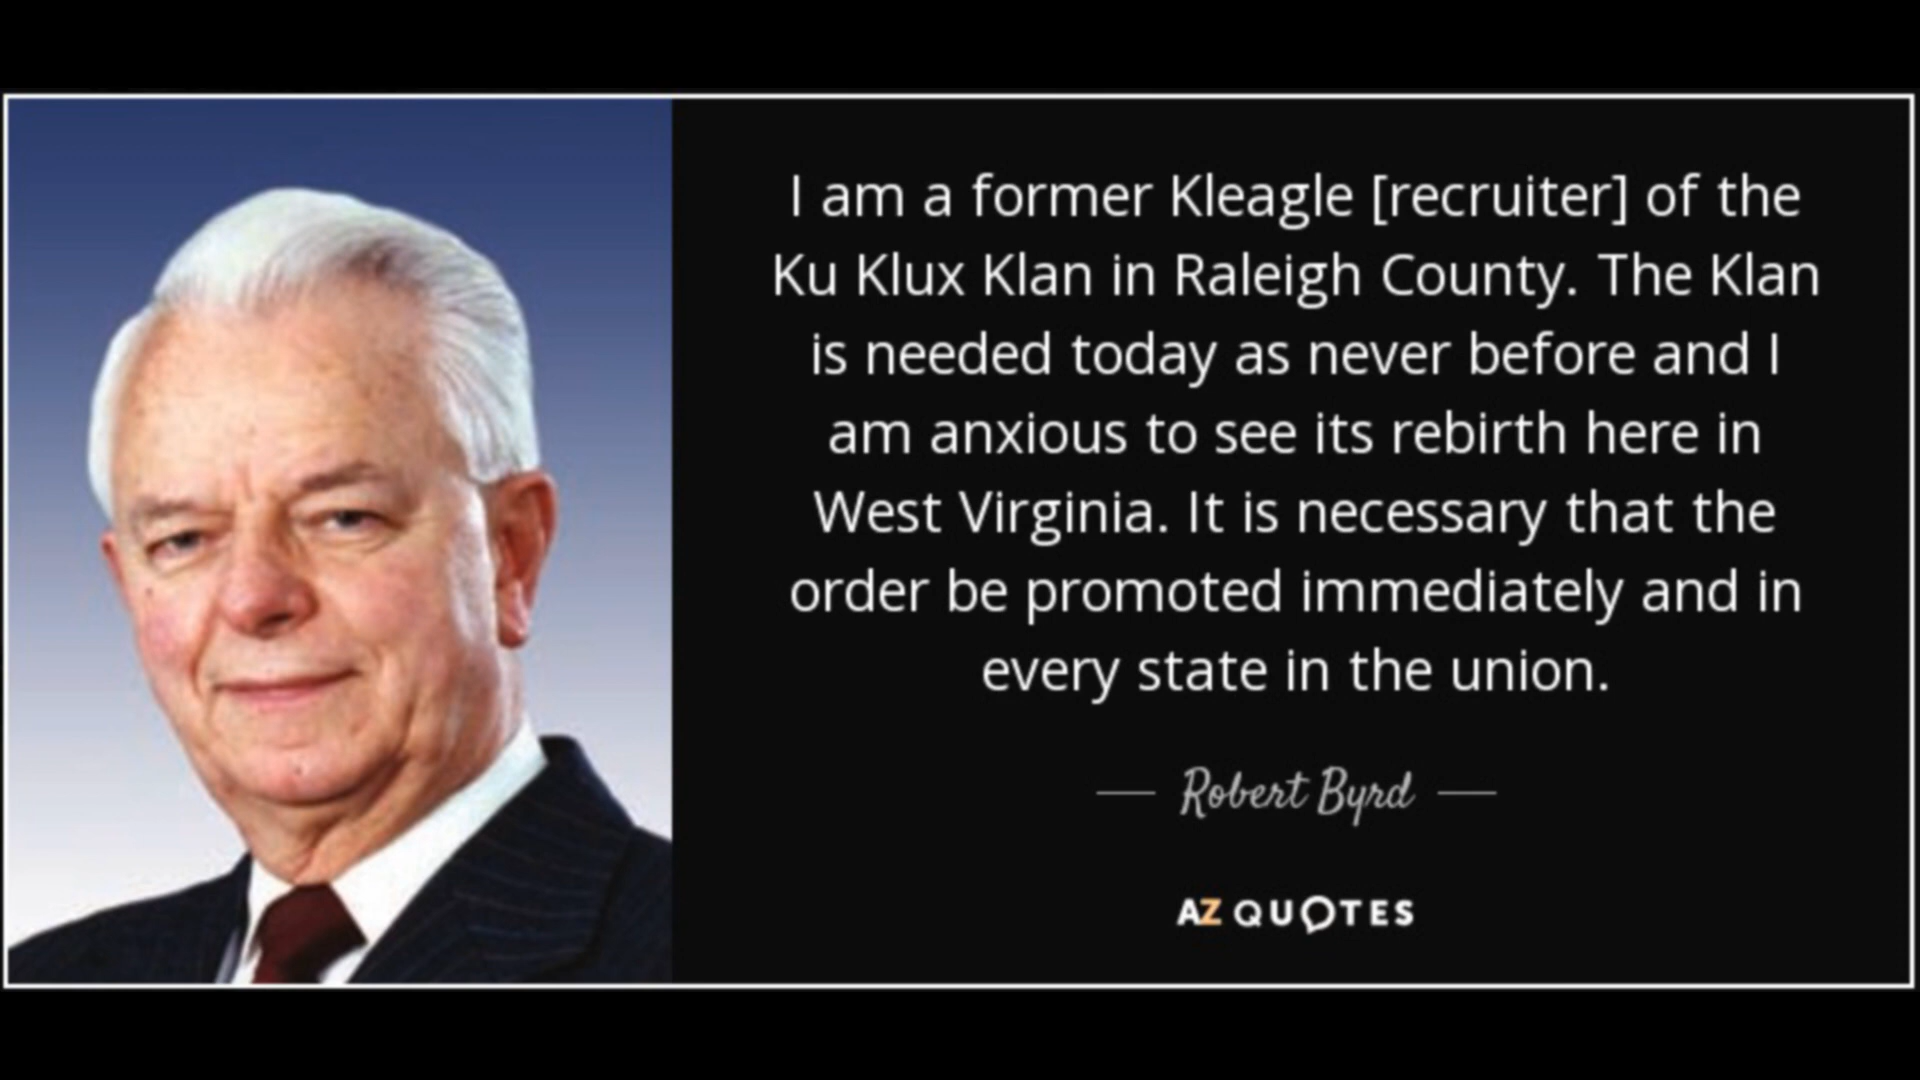 I am a former Kleagle [recruiter] of the
Ku Klux Klan in Raleigh County. The Klan
is needed today as never before and I
am anxious to see its rebirth here in
West Virginia. It is necessary that the
order be promoted immediately and in
every state in the union.
Robert Byrd
AZ QUOTES